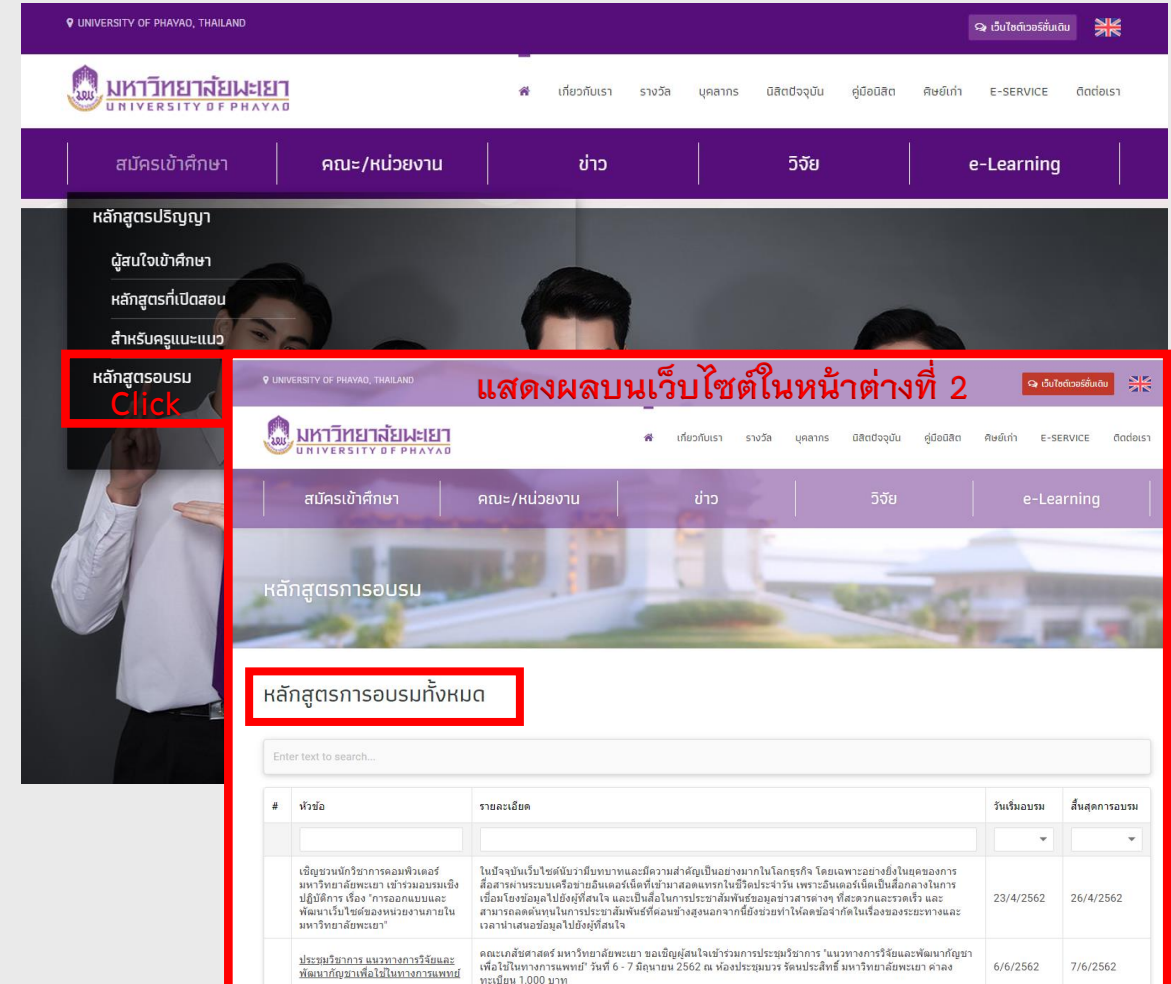 UNIVERSITY OF PHAYAO, THAILAND
เว็บไซต์เวอร์ชั่นเดิม
มหาวิทยาลัยพะเยา
UNIVERSITY OF PHAYAO
เกี่ยวกับเรา รางวัล บุคลากร นิสิตปัจจุบัน คู่มือนิสิต ศิษย์เก่า E-SERVICE ติดต่อเรา
สมัครเข้าศึกษา คณะ/หน่วยงาน ข่าว วิจัย e-Learning
หลักสูตรปริญญา
ผู้สนใจเข้าศึกษา
หลักสูตรที่เปิดสอน
สำหรับครูแนะแนว
หลักสูตรอบรม
Click
แสดงผลบนเว็บไซต์ในหน้าต่างที่ 2
UNIVERSITY OF PHAYAO, THAILAND
เว็บไซต์เวอร์ชั่นเดิม
มหาวิทยาลัยพะเยา
UNIVERSITY OF PHAYAO
เกี่ยวกับเรา รางวัล บุคลากร นิสิตปัจจุบัน คู่มือนิสิต ศิษย์เก่า E-SERVICE ติดต่อเรา
สมัครเข้าศึกษา คณะ/หน่วยงาน ข่าว วิจัย e-Learning
หลักสูตรการอบรม
หลักสูตรการอบรมทั้งหมด
Enter text to search...
# หัวข้อ รายละเอียด วันเริ่มอบรม สิ้นสุดการอบรม
เชิญชวนนักวิชาการคอมพิวเตอร์
มหาวิทยาลัยพะเยา เข้าร่วมอบรมเชิง
ปฏิบัติการ เรื่อง "การออกแบบและ
พัฒนาเว็บไซต์ของหน่วยงานภายใน
มหาวิทยาลัยพะเยา"
ในปัจจุบันเว็บไซต์นับว่ามีบทบาทและมีความสำคัญเป็นอย่างมากในโลกธุรกิจ โดยเฉพาะอย่างยิ่งในยุคของการ
สื่อสารผ่านระบบเครือข่ายอินเตอร์เน็ตที่เข้ามาสอดแทรกในชีวิตประจำวัน เพราะอินเตอร์เน็ตเป็นสื่อกลางในการ
เชื่อมโยงข้อมูลไปยังผู้ที่สนใจ และเป็นสื่อในการประชาสัมพันธ์ขอมูลข่าวสารต่างๆ ที่สะดวกและรวดเร็ว และ
สามารถลดต้นทุนในการประชาสัมพันธ์ที่ค่อนข้างสูงนอกจากนี้ยังช่วยทำให้ลดข้อจำกัดในเรื่องของระยะทางและ
เวลานำเสนอข้อมูลไปยังผู้ที่สนใจ
23/4/2562 26/4/2562
ประชุมวิชาการ แนวทางการวิจัยและ
พัฒนากัญชาเพื่อใช้ในทางการแพทย์
คณะเภสัชศาสตร์ มหาวิทยาลัยพะเยา ขอเชิญผู้สนใจเข้าร่วมการประชุมวิชาการ "แนวทางการวิจัยและพัฒนากัญชา
เพื่อใช้ในทางการแพทย์" วันที่ 6 - 7 มิถุนายน 2562 ณ ห้องประชุมบวร รัตนประสิทธิ์ มหาวิทยาลัยพะเยา ค่าลง
ทะเบียน 1,000 บาท
6/6/2562 7/6/2562